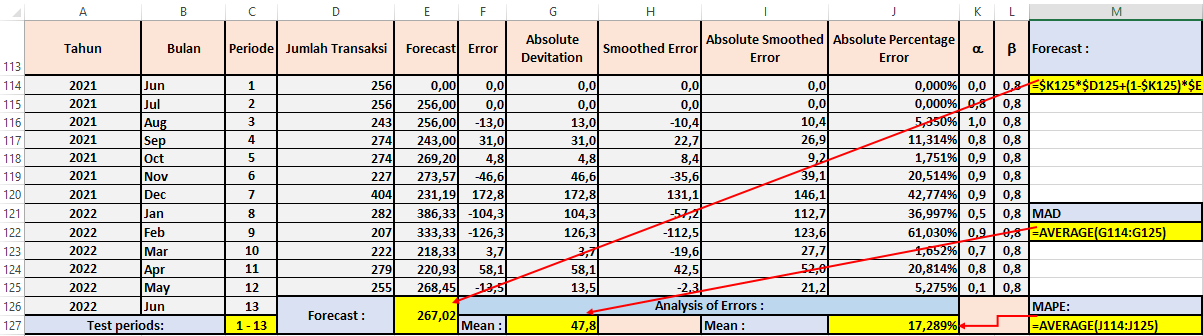 A B C D E F G H I J K L M
113 Tahun Bulan Periode Jumlah Transaksi Forecast Error Absolute Devitation Smoothed Error Absolute Smoothed Error Absolute Percentage Error α β Forecast :
114 2021 Jun 1 256 0,00 0,0 0,0 0,0 0,0 0,000% 0,0 0,8 =$K125*$D125+(1-$K125)*$E
115 2021 Jul 2 256 256,00 0,0 0,0 0,0 0,0 0,000% 0,8 0,8
116 2021 Aug 3 243 256,00 -13,0 13,0 -10,4 10,4 5,350% 1,0 0,8
117 2021 Sep 4 274 243,00 31,0 31,0 22,7 26,9 11,314% 0,8 0,8
118 2021 Oct 5 274 269,20 4,8 4,8 8,4 9,2 1,751% 0,9 0,8
119 2021 Nov 6 227 273,57 -46,6 46,6 -35,6 39,1 20,514% 0,9 0,8
120 2021 Dec 7 404 231,19 172,8 172,8 131,1 146,1 42,774% 0,9 0,8
121 2022 Jan 8 282 386,33 -104,3 104,3 -57,2 112,7 36,997% 0,5 0,8 MAD
122 2022 Feb 9 207 333,33 -126,3 126,3 -112,5 123,6 61,030% 0,9 0,8 =AVERAGE(G114:G125)
123 2022 Mar 10 222 218,33 3,7 3,7 -19,6 27,7 1,652% 0,7 0,8
124 2022 Apr 11 279 220,93 58,1 58,1 42,5 52,0 20,814% 0,8 0,8
125 2022 May 12 255 268,45 -13,5 13,5 -2,3 21,2 5,275% 0,1 0,8
126 2022 Jun 13 Forecast : 267,02 Analysis of Errors : MAPE:
127 Test periods: 1 - 13 Mean : 47,8 Mean : 17,289% =AVERAGE(J114:J125)